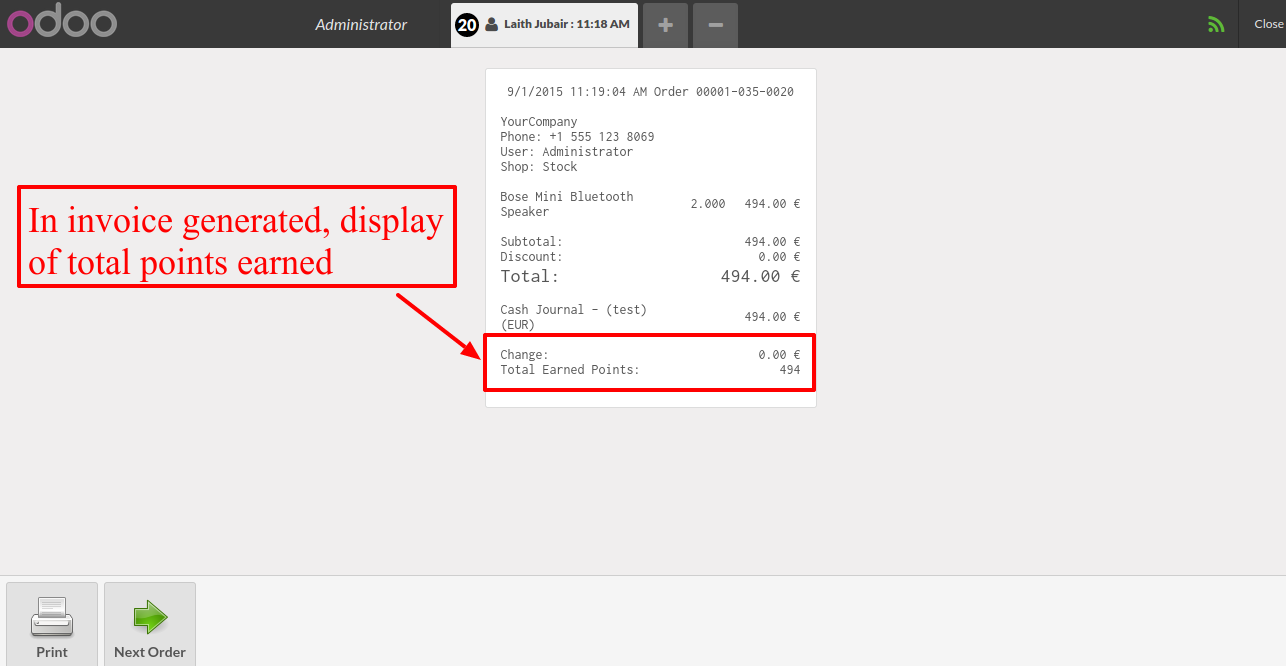 odoo
Administrator
20 Laith Jubair : 11:18 AM
+
−
Close
9/1/2015 11:19:04 AM Order 00001-035-0020
YourCompany
Phone: +1 555 123 8069
User: Administrator
Shop: Stock
Bose Mini Bluetooth
Speaker
2.000 494.00 €
Subtotal: 494.00 €
Discount: 0.00 €
Total: 494.00 €
Cash Journal - (test)
(EUR)
494.00 €
Change: 0.00 €
Total Earned Points: 494
In invoice generated, display
of total points earned
Print
Next Order